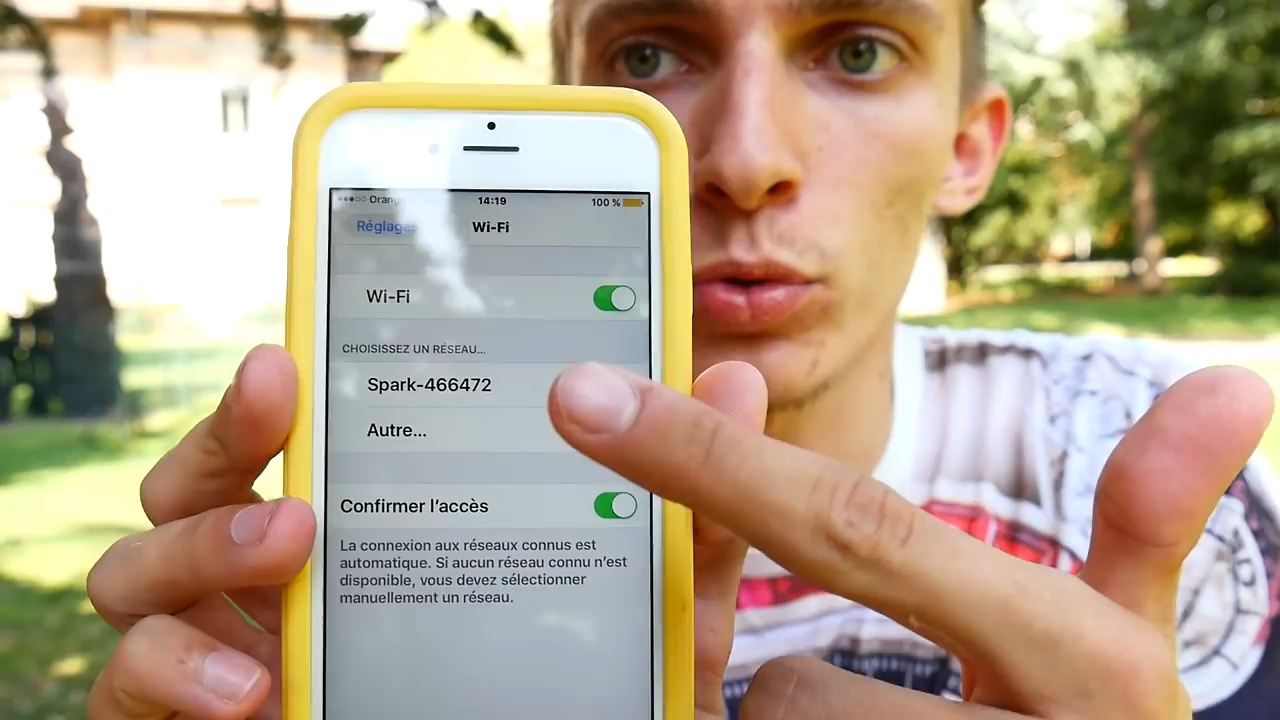 Orange 14:19 100 %
Réglages Wi-Fi
Wi-Fi
CHOISISSEZ UN RÉSEAU...
Spark-466472
Autre...
Confirmer l'accès
La connexion aux réseaux connus est
automatique. Si aucun réseau connu n'est
disponible, vous devez sélectionner
manuellement un réseau.